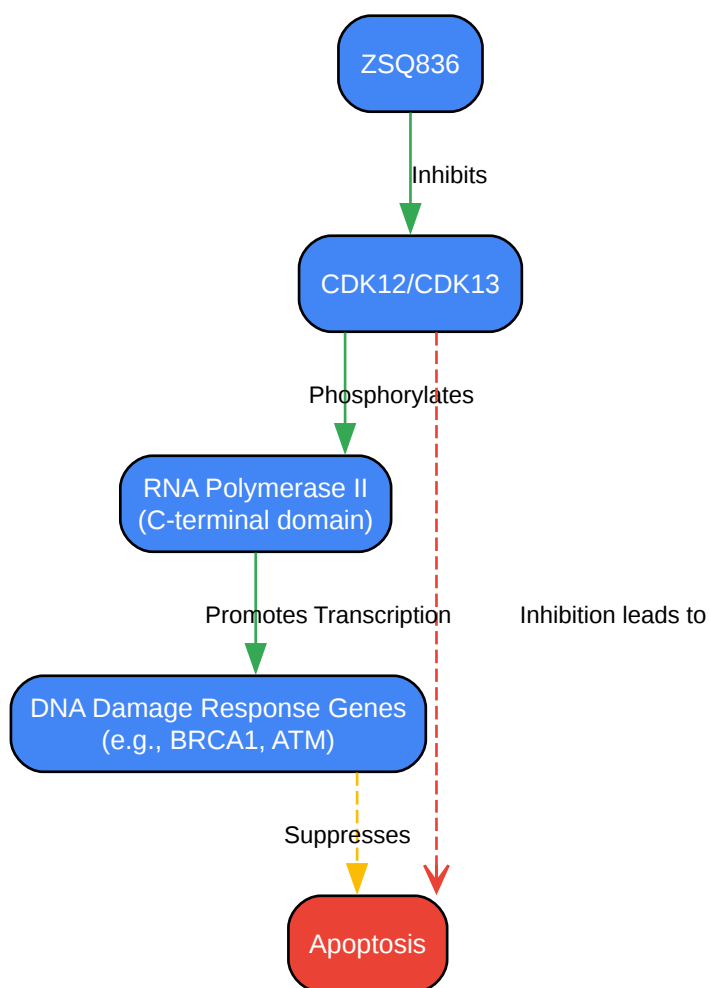 ZSQ836
Inhibits
CDK12/CDK13
Phosphorylates
RNA Polymerase II
(C-terminal domain)
Promotes Transcription
Inhibition leads to
DNA Damage Response Genes
(e.g., BRCA1, ATM)
Suppresses
Apoptosis